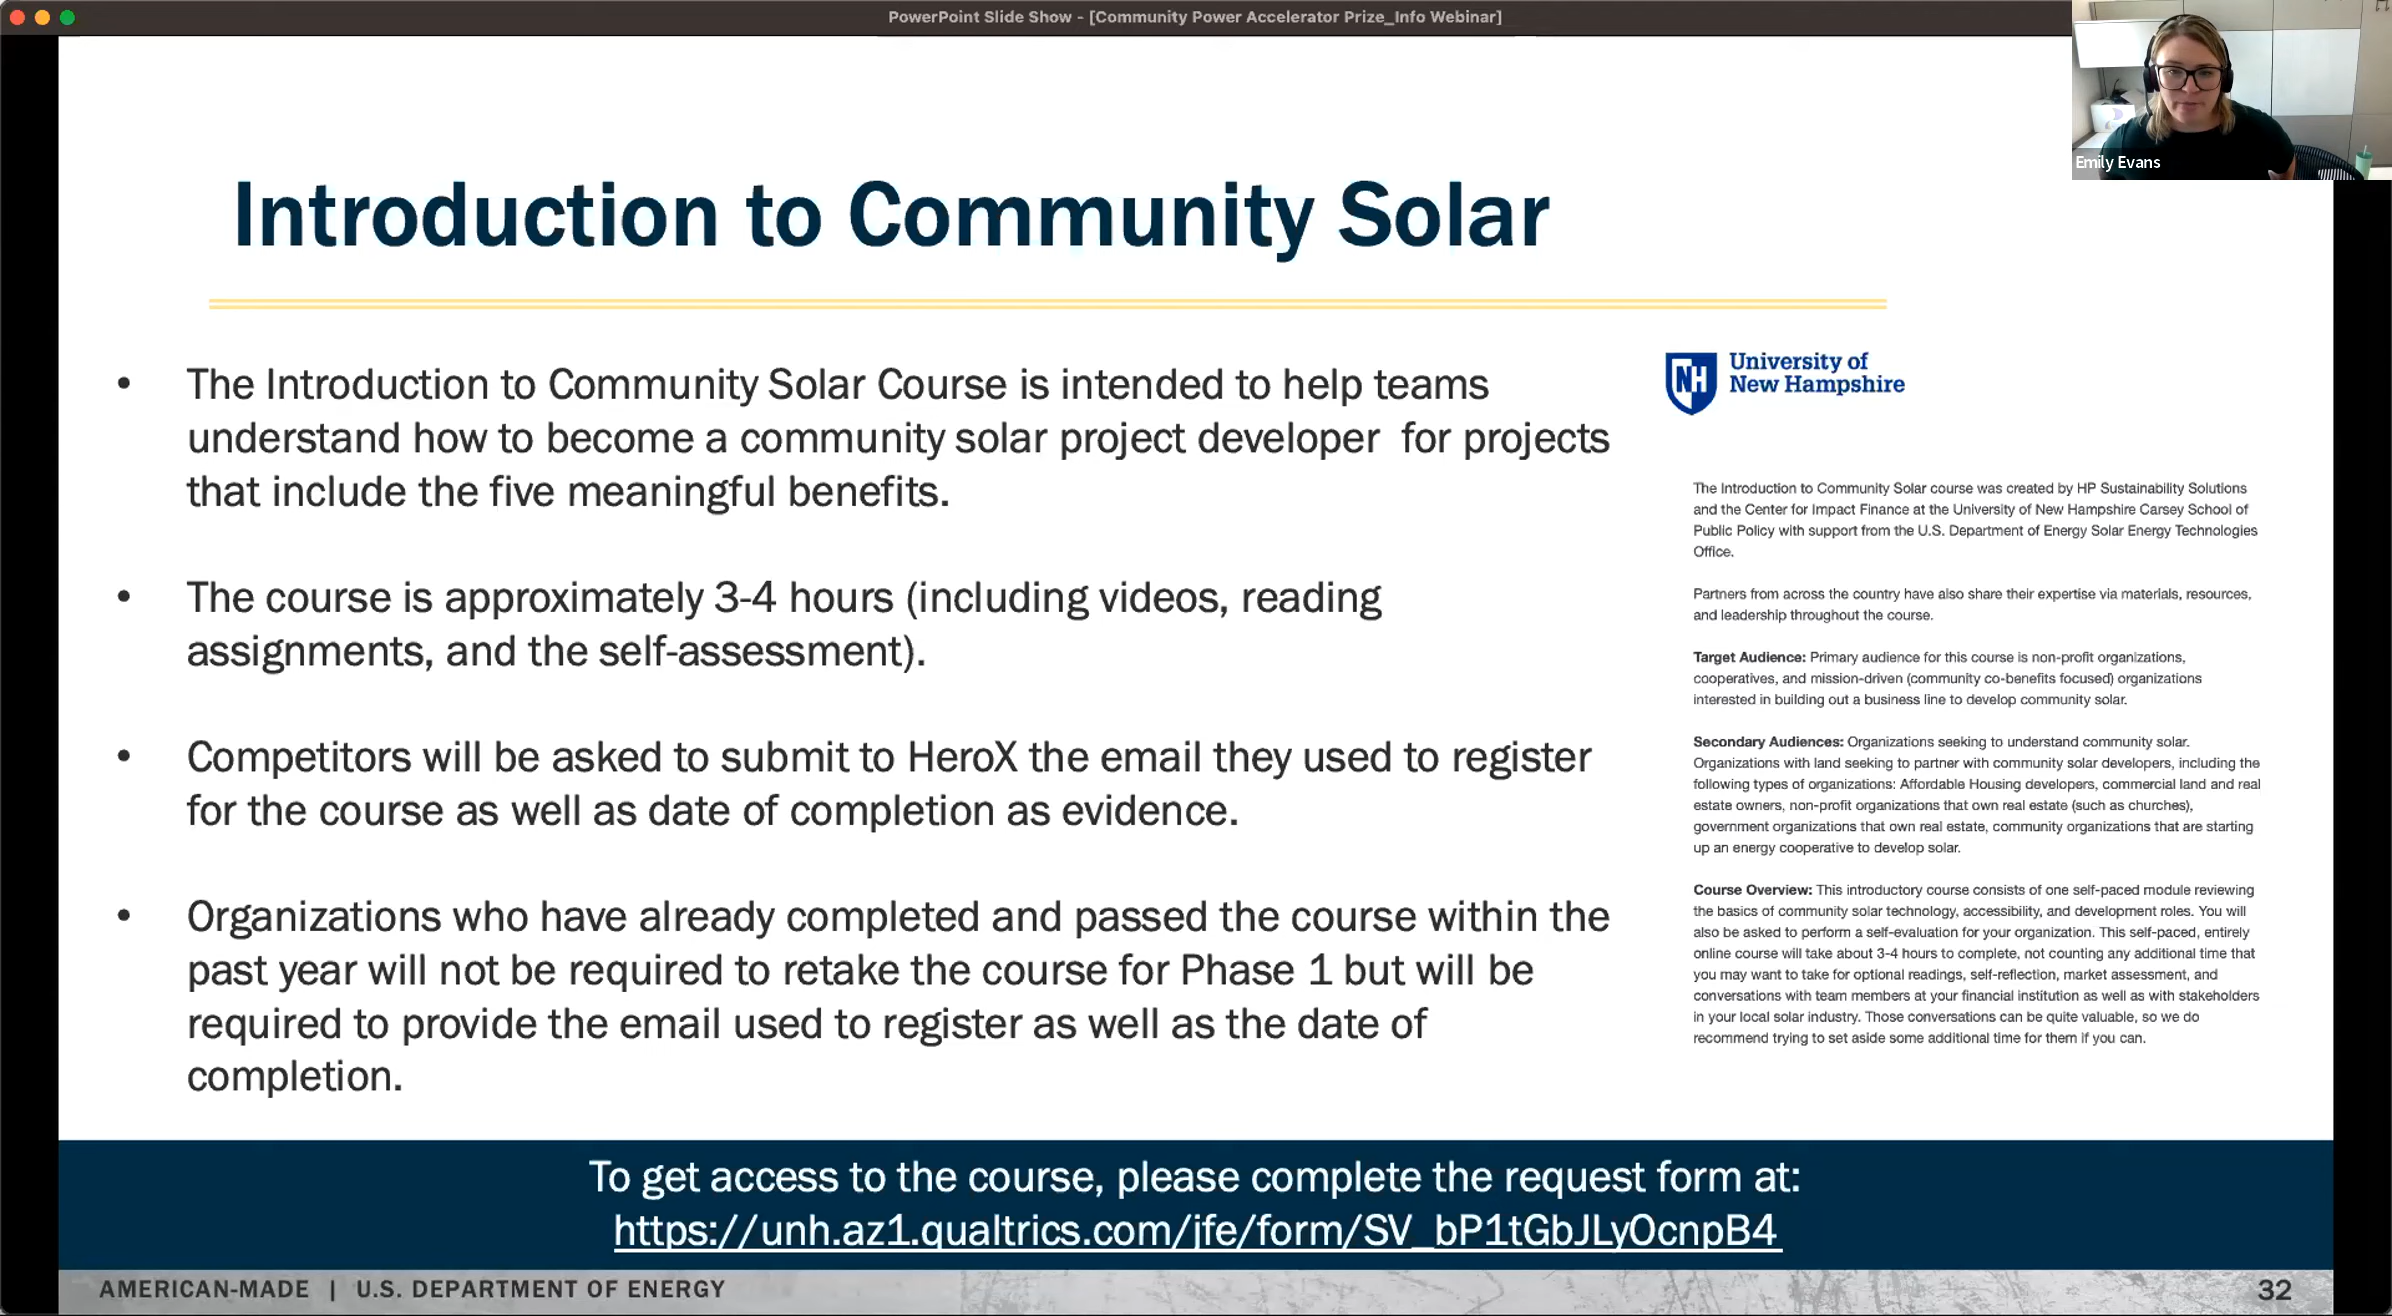 PowerPoint Slide Show - [Community Power Accelerator Prize_Info Webinar]
Emily Evans
Introduction to Community Solar
• The Introduction to Community Solar Course is intended to help teams
understand how to become a community solar project developer  for projects
that include the five meaningful benefits.
• The course is approximately 3-4 hours (including videos, reading
assignments, and the self-assessment).
• Competitors will be asked to submit to HeroX the email they used to register
for the course as well as date of completion as evidence.
• Organizations who have already completed and passed the course within the
past year will not be required to retake the course for Phase 1 but will be
required to provide the email used to register as well as the date of
completion.
NH
University of
New Hampshire
The Introduction to Community Solar course was created by HP Sustainability Solutions
and the Center for Impact Finance at the University of New Hampshire Carsey School of
Public Policy with support from the U.S. Department of Energy Solar Energy Technologies
Office.
Partners from across the country have also share their expertise via materials, resources,
and leadership throughout the course.
Target Audience: Primary audience for this course is non-profit organizations,
cooperatives, and mission-driven (community co-benefits focused) organizations
interested in building out a business line to develop community solar.
Secondary Audiences: Organizations seeking to understand community solar.
Organizations with land seeking to partner with community solar developers, including the
following types of organizations: Affordable Housing developers, commercial land and real
estate owners, non-profit organizations that own real estate (such as churches),
government organizations that own real estate, community organizations that are starting
up an energy cooperative to develop solar.
Course Overview: This introductory course consists of one self-paced module reviewing
the basics of community solar technology, accessibility, and development roles. You will
also be asked to perform a self-evaluation for your organization. This self-paced, entirely
online course will take about 3-4 hours to complete, not counting any additional time that
you may want to take for optional readings, self-reflection, market assessment, and
conversations with team members at your financial institution as well as with stakeholders
in your local solar industry. Those conversations can be quite valuable, so we do
recommend trying to set aside some additional time for them if you can.
To get access to the course, please complete the request form at:
https://unh.az1.qualtrics.com/jfe/form/SV_bP1tGbJLyOcnpB4
AMERICAN-MADE | U.S. DEPARTMENT OF ENERGY
32